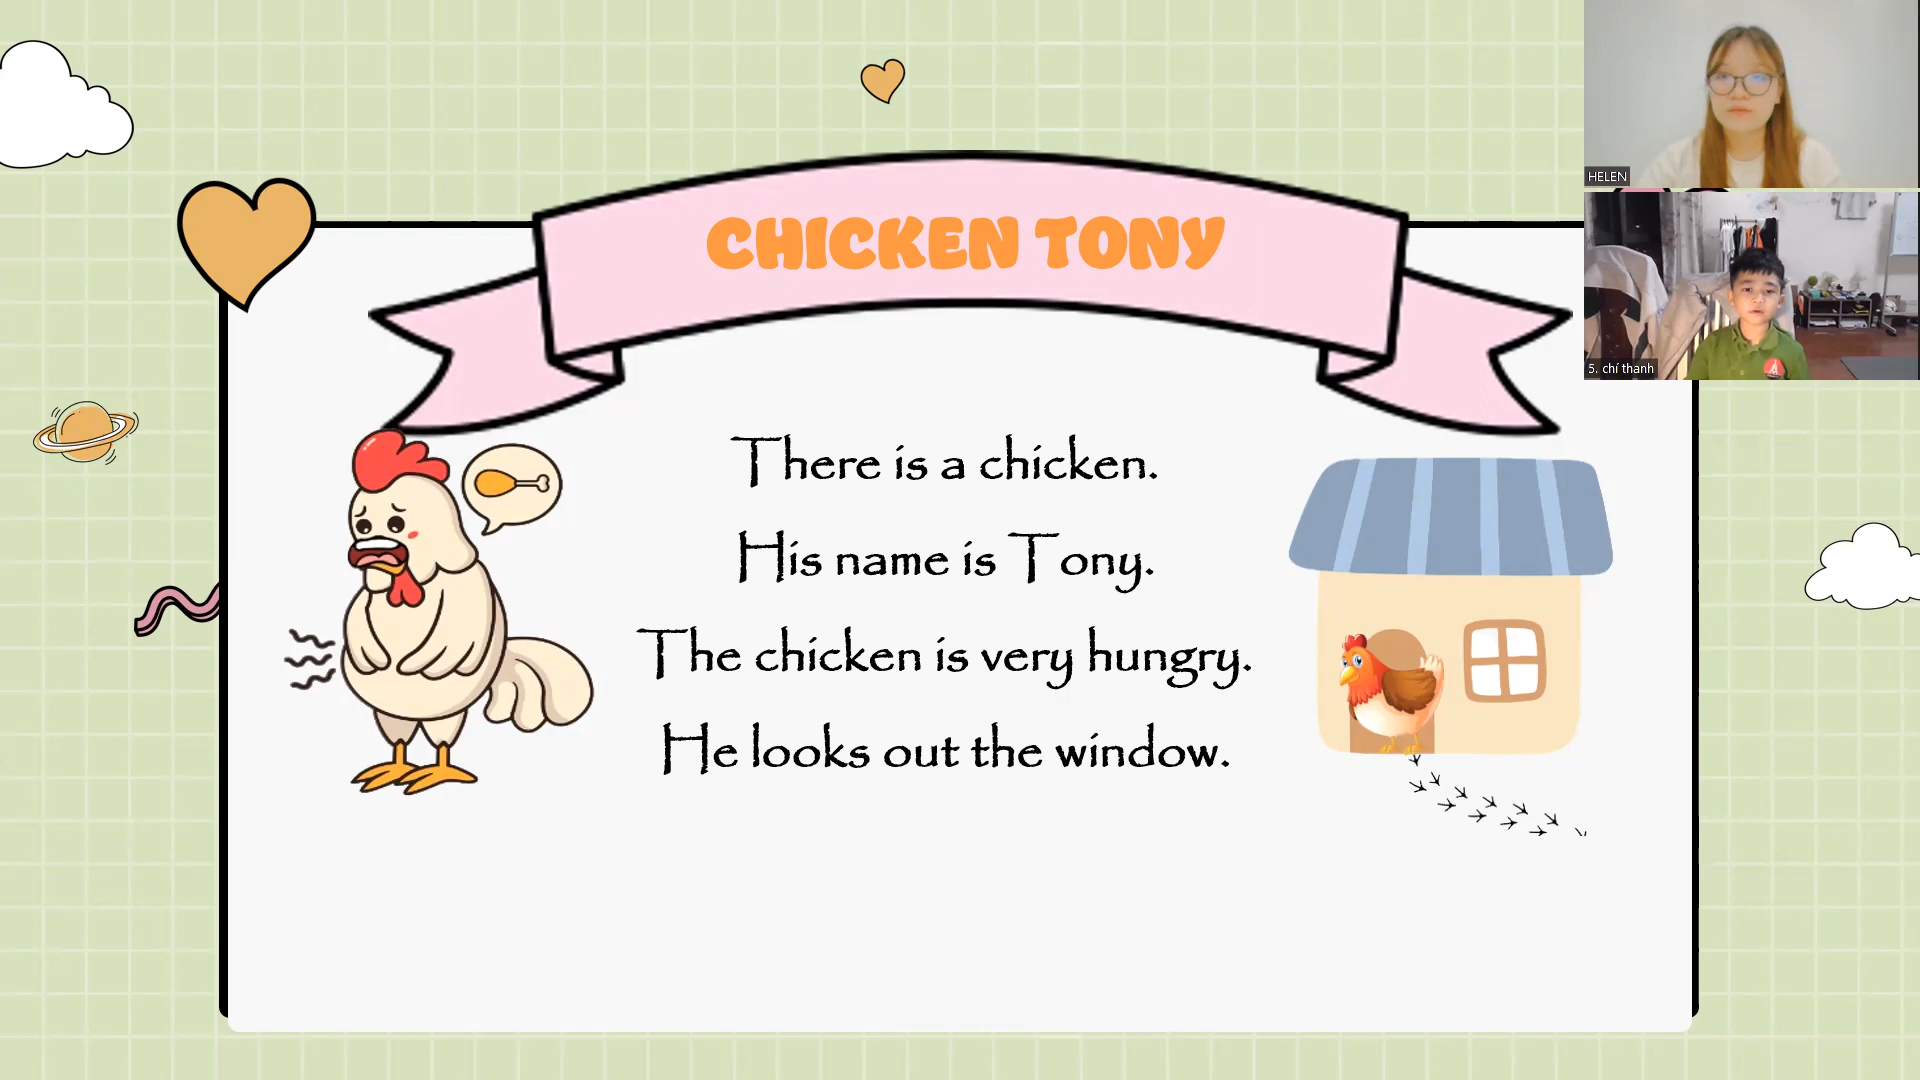 CHICKEN TONY
There is a chicken.
His name is Tony.
The chicken is very hungry.
He looks out the window.
HELEN
5. chí thanh